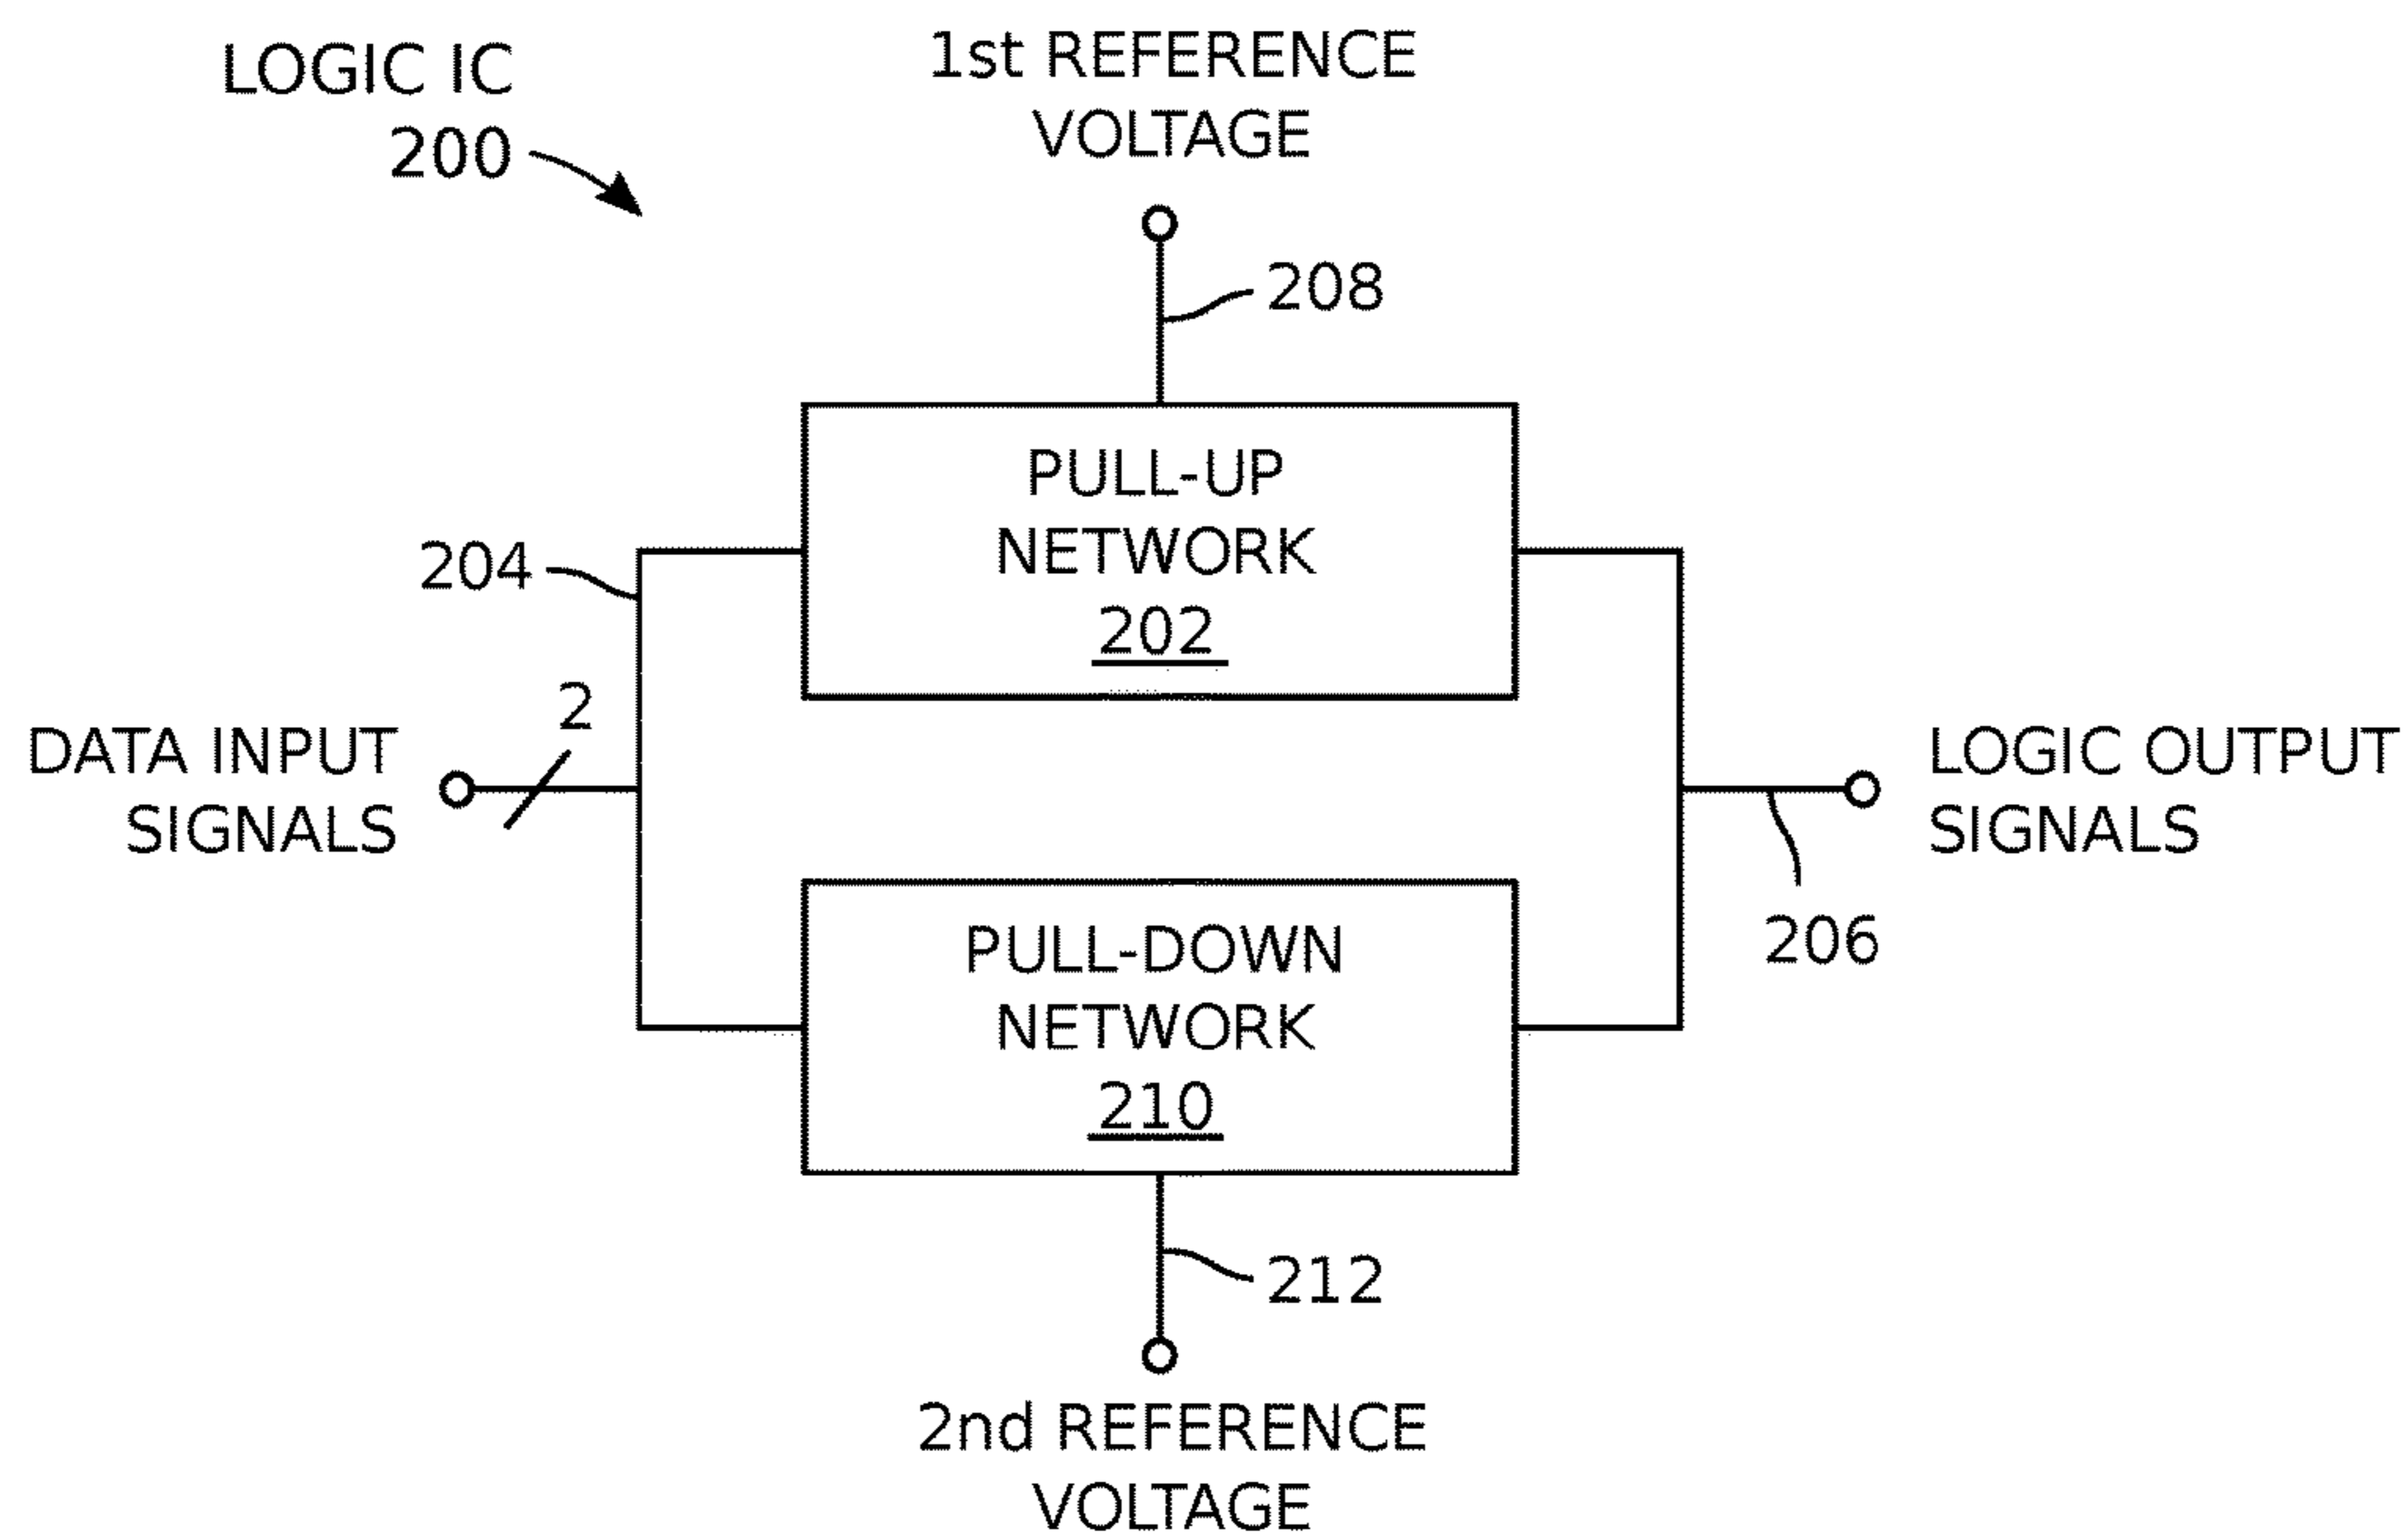 LOGIC IC
200
1st REFERENCE
VOLTAGE
208
PULL-UP
NETWORK
202
204
2
DATA INPUT
SIGNALS
LOGIC OUTPUT
SIGNALS
206
PULL-DOWN
NETWORK
210
212
2nd REFERENCE
VOLTAGE